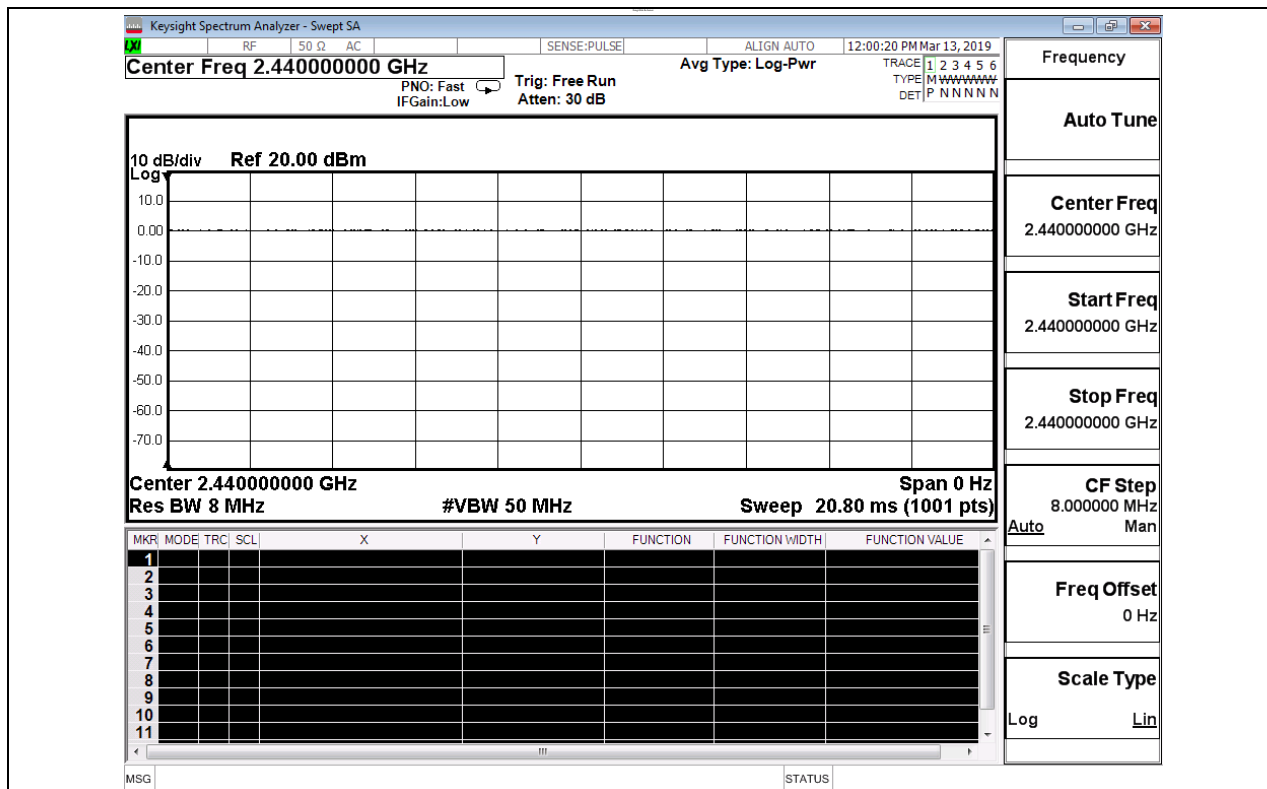 Keysight Spectrum Analyzer - Swept SA
LXI RF 50 Ω AC SENSE:PULSE ALIGN AUTO 12:00:20 PM Mar 13, 2019
Center Freq 2.440000000 GHz Avg Type: Log-Pwr TRACE 1 2 3 4 5 6
PNO: Fast Trig: Free Run TYPE M WWWWW
IFGain:Low Atten: 30 dB DET P N N N N N
10 dB/div Ref 20.00 dBm
Log
10.0
0.00
-10.0
-20.0
-30.0
-40.0
-50.0
-60.0
-70.0
Center 2.440000000 GHz Span 0 Hz
Res BW 8 MHz #VBW 50 MHz Sweep 20.80 ms (1001 pts)
MKR MODE TRC SCL X Y FUNCTION FUNCTION WIDTH FUNCTION VALUE
1
2
3
4
5
6
7
8
9
10
11
MSG STATUS
Frequency
Auto Tune
Center Freq
2.440000000 GHz
Start Freq
2.440000000 GHz
Stop Freq
2.440000000 GHz
CF Step
8.000000 MHz
Auto Man
Freq Offset
0 Hz
Scale Type
Log Lin